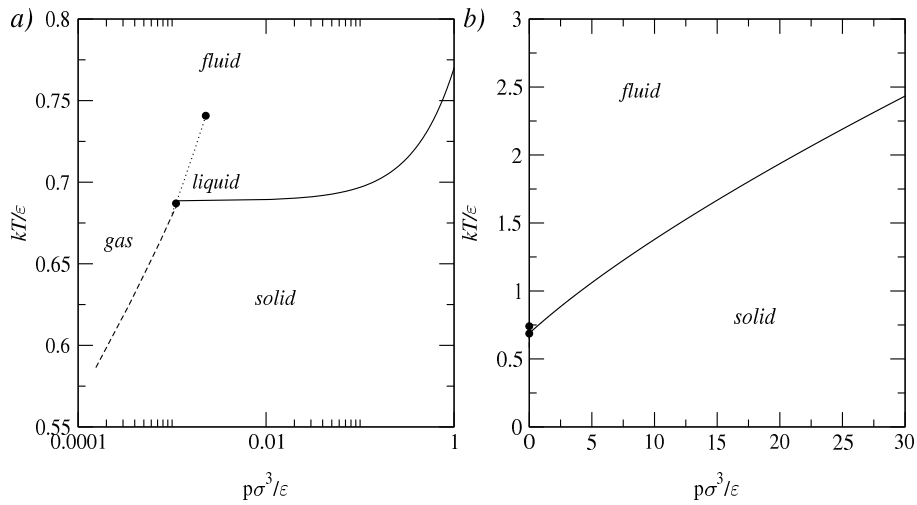 a)
0.8
0.75
0.7
0.65
0.6
0.55
kT/ε
fluid
liquid
gas
solid
0.0001
0.01
1
pσ³/ε
b)
3
2.5
2
1.5
1
0.5
0
kT/ε
fluid
solid
0
5
10
15
20
25
30
pσ³/ε